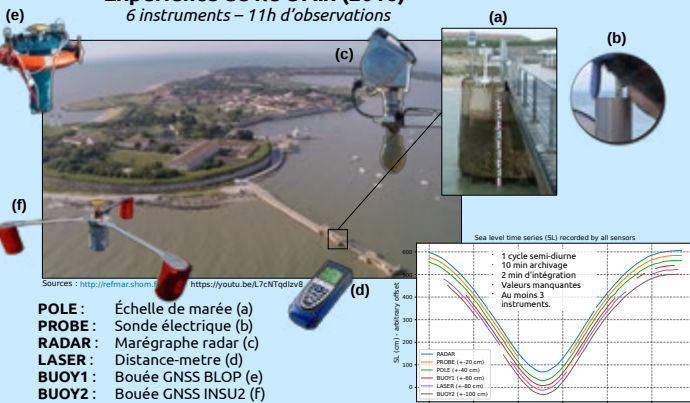 6 instruments – 11h d'observations
(e)
(a)
(b)
(c)
(f)
(d)
Sources : http://refmar.shom.f
https://youtu.be/L7cNTqdlzv8
POLE : Échelle de marée (a)
PROBE : Sonde électrique (b)
RADAR : Marégraphe radar (c)
LASER : Distance-metre (d)
BUOY1 : Bouée GNSS BLOP (e)
BUOY2 : Bouée GNSS INSU2 (f)
Sea level time series (SL) recorded by all sensors
SL (cm) - arbitrary offset
600
500
400
300
200
100
0
1 cycle semi-diurne
10 min archivage
2 min d'intégration
Valeurs manquantes
Au moins 3
instruments.
RADAR
PROBE (+-20 cm)
POLE (+-40 cm)
BUOY1 (+-60 cm)
LASER (+-80 cm)
BUOY2 (+-100 cm)